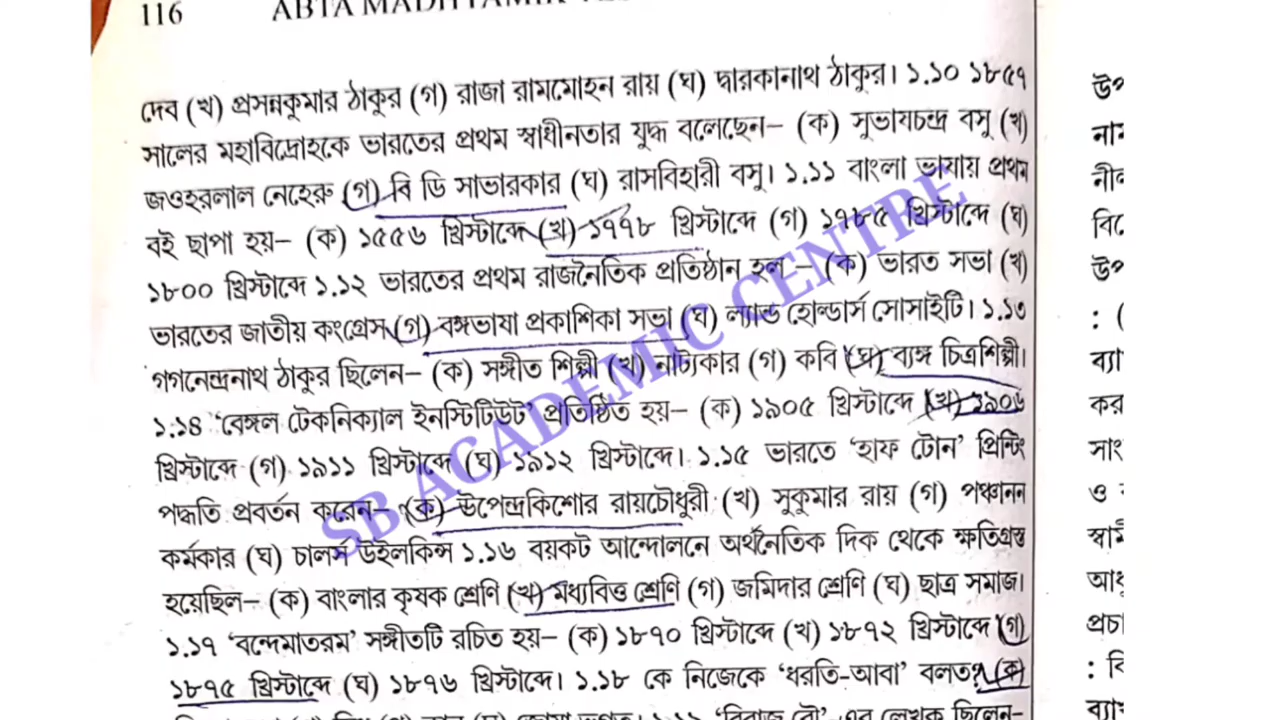 116 ABTA MADHYAMIK
দেব (খ) প্রসন্নকুমার ঠাকুর (গ) রাজা রামমোহন রায় (ঘ) দ্বারকানাথ ঠাকুর। ১.১০ ১৮৫৭
সালের মহাবিদ্রোহকে ভারতের প্রথম স্বাধীনতার যুদ্ধ বলেছেন– (ক) সুভাষচন্দ্র বসু (খ)
জওহরলাল নেহেরু (গ) বি ডি সাভারকার (ঘ) রাসবিহারী বসু। ১.১১ বাংলা ভাষায় প্রথম
বই ছাপা হয়– (ক) ১৫৫৬ খ্রিস্টাব্দে (খ) ১৭৭৮ খ্রিস্টাব্দে (গ) ১৭৮৫ খ্রিস্টাব্দে (ঘ)
১৮০০ খ্রিস্টাব্দে ১.১২ ভারতের প্রথম রাজনৈতিক প্রতিষ্ঠান হল – (ক) ভারত সভা (খ)
ভারতের জাতীয় কংগ্রেস (গ) বঙ্গভাষা প্রকাশিকা সভা (ঘ) ল্যান্ড হোল্ডার্স সোসাইটি। ১.১৩
গগনেন্দ্রনাথ ঠাকুর ছিলেন– (ক) সঙ্গীত শিল্পী (খ) নাট্যকার (গ) কবি (ঘ) ব্যঙ্গ চিত্রশিল্পী।
১.১৪ ‘বেঙ্গল টেকনিক্যাল ইনস্টিটিউট’ প্রতিষ্ঠিত হয়– (ক) ১৯০৫ খ্রিস্টাব্দে (খ) ১৯০৬
খ্রিস্টাব্দে (গ) ১৯১১ খ্রিস্টাব্দে (ঘ) ১৯১২ খ্রিস্টাব্দে। ১.১৫ ভারতে ‘হাফ টোন’ প্রিন্টিং
পদ্ধতি প্রবর্তন করেন– (ক) উপেন্দ্রকিশোর রায়চৌধুরী (খ) সুকুমার রায় (গ) পঞ্চানন
কর্মকার (ঘ) চালর্স উইলকিন্স ১.১৬ বয়কট আন্দোলনে অর্থনৈতিক দিক থেকে ক্ষতিগ্রস্ত
হয়েছিল– (ক) বাংলার কৃষক শ্রেণি (খ) মধ্যবিত্ত শ্রেণি (গ) জমিদার শ্রেণি (ঘ) ছাত্র সমাজ।
১.১৭ ‘বন্দেমাতরম’ সঙ্গীতটি রচিত হয়– (ক) ১৮৭০ খ্রিস্টাব্দে (খ) ১৮৭২ খ্রিস্টাব্দে (গ)
১৮৭৫ খ্রিস্টাব্দে (ঘ) ১৮৭৬ খ্রিস্টাব্দে। ১.১৮ কে নিজেকে ‘ধরতি-আবা’ বলত? (ক)
SB ACADEMIC CENTRE